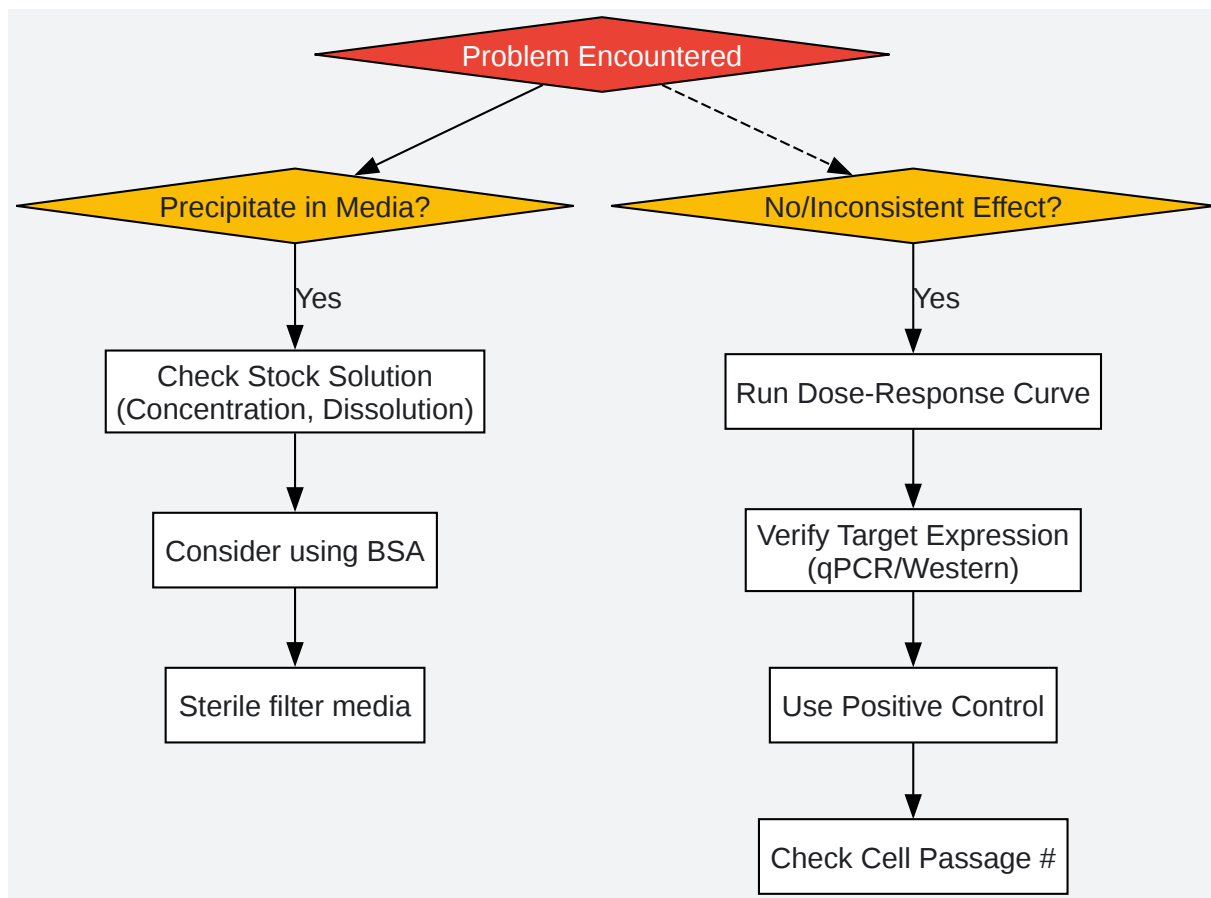 Problem Encountered
Precipitate in Media?
No/Inconsistent Effect?
Yes
Yes
Check Stock Solution
(Concentration, Dissolution)
Run Dose-Response Curve
Consider using BSA
Verify Target Expression
(qPCR/Western)
Sterile filter media
Use Positive Control
Check Cell Passage #